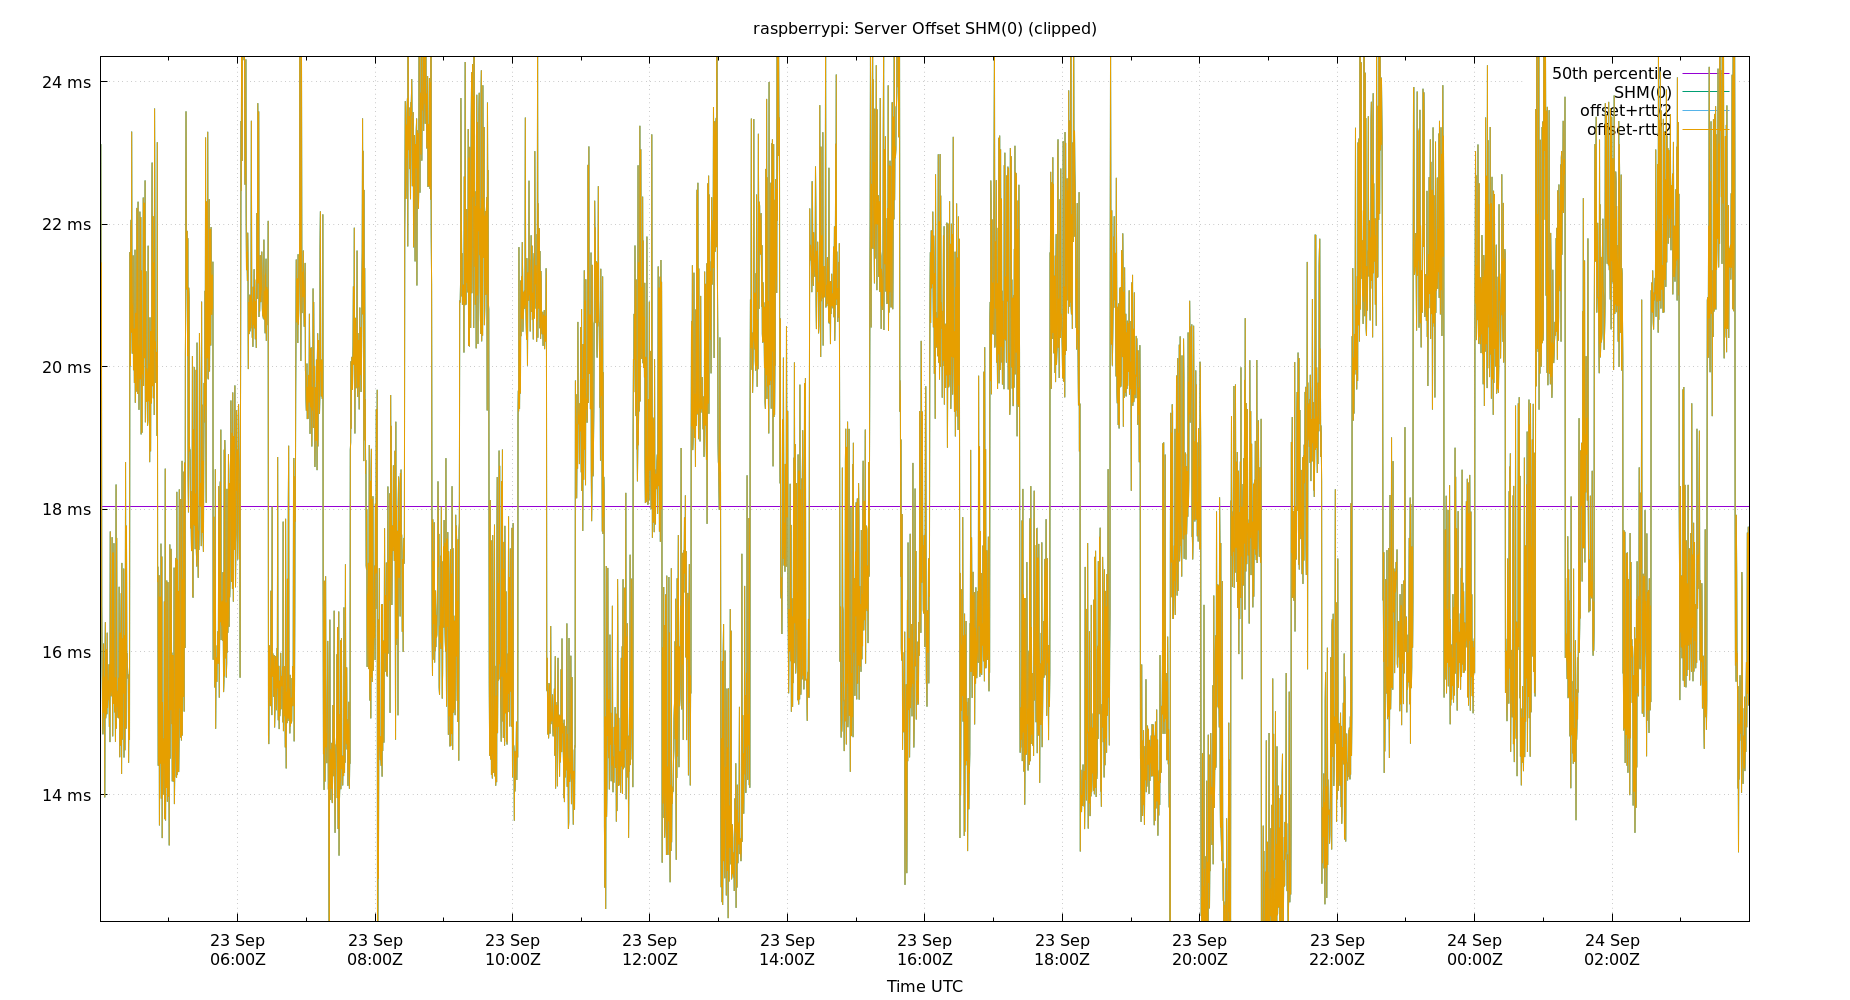 raspberrypi: Server Offset SHM(0) (clipped)
50th percentile
SHM(0)
offset+rtt/2
offset-rtt/2
24 ms
22 ms
20 ms
18 ms
16 ms
14 ms
23 Sep 23 Sep 23 Sep 23 Sep 23 Sep 23 Sep 23 Sep 23 Sep 23 Sep 24 Sep 24 Sep
06:00Z 08:00Z 10:00Z 12:00Z 14:00Z 16:00Z 18:00Z 20:00Z 22:00Z 00:00Z 02:00Z
Time UTC